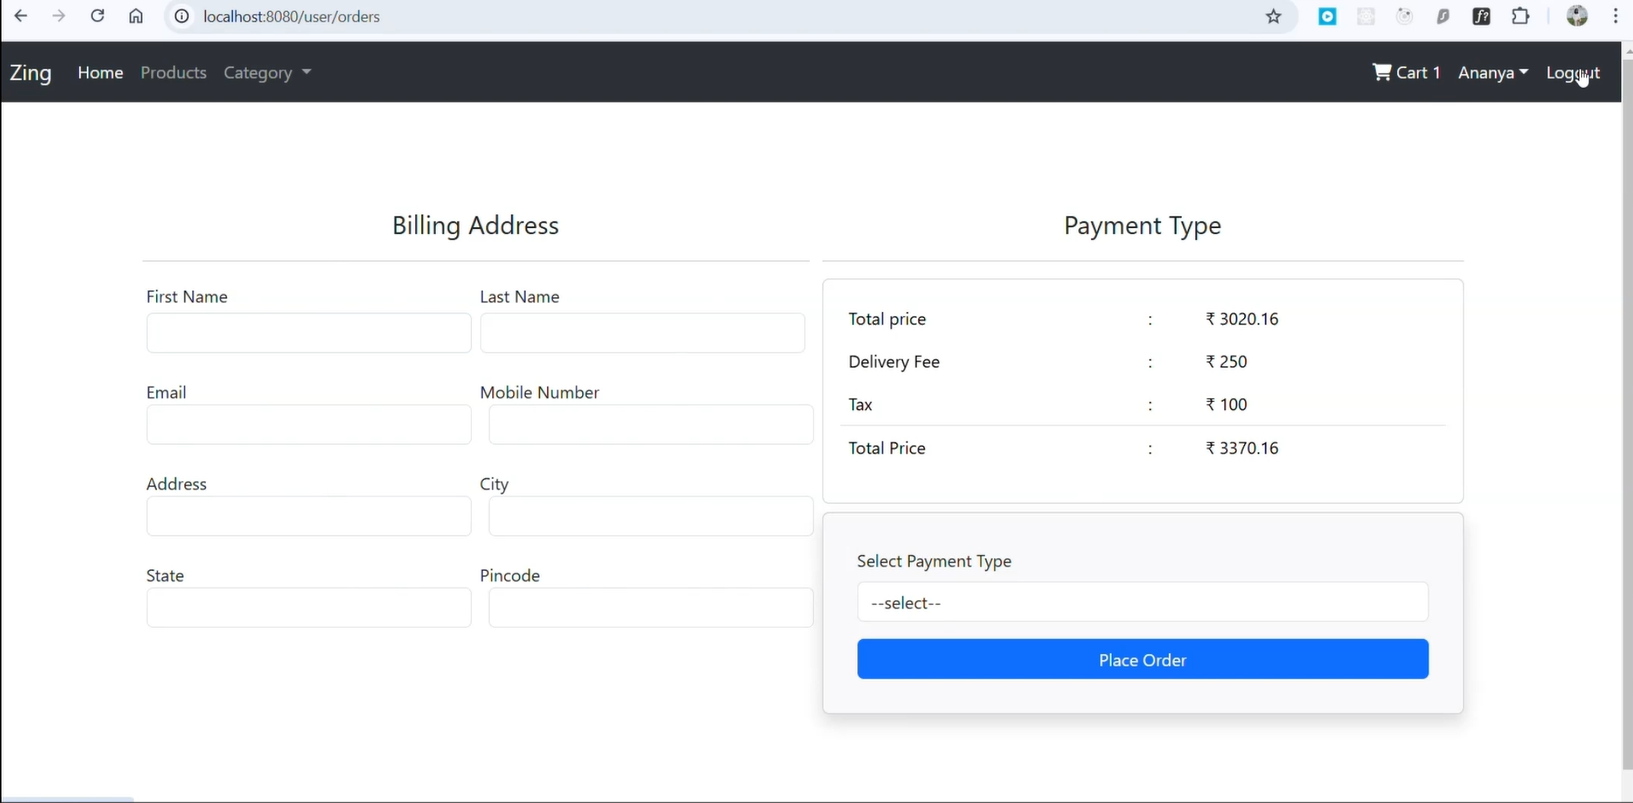 localhost:8080/user/orders
Zing Home Products Category Cart 1 Ananya Logout
Billing Address
Payment Type
First Name Last Name
Email Mobile Number
Address City
State Pincode
Total price : ₹ 3020.16
Delivery Fee : ₹ 250
Tax : ₹ 100
Total Price : ₹ 3370.16
Select Payment Type
--select--
Place Order